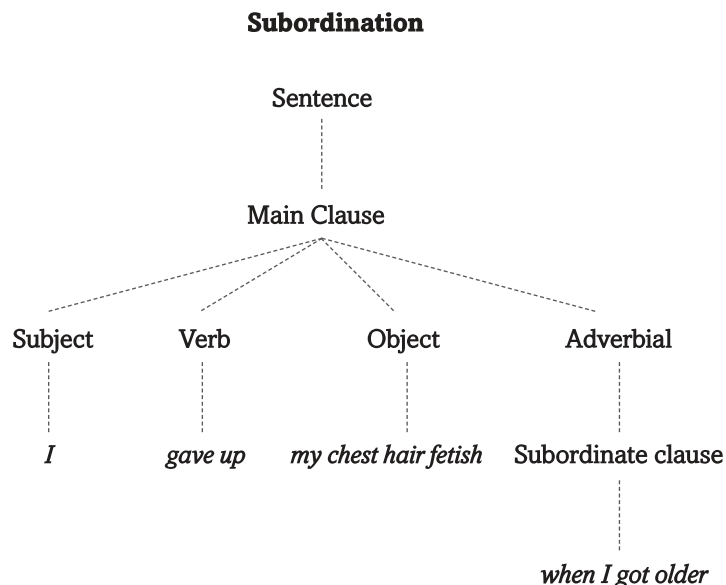 Subordination
Sentence
Main Clause
Subject Verb Object Adverbial
I gave up my chest hair fetish Subordinate clause
when I got older